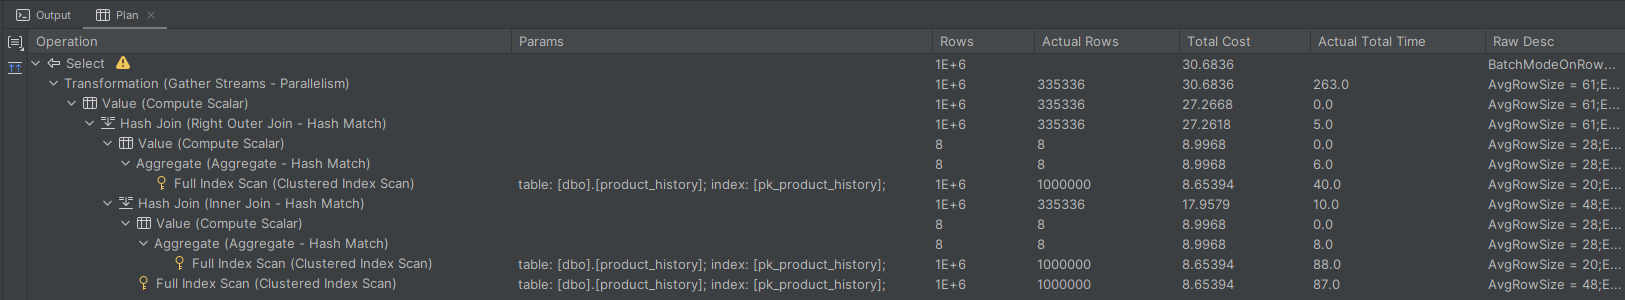 Output Plan
Operation Params Rows Actual Rows Total Cost Actual Total Time Raw Desc
Select 1E+6 30.6836 BatchModeOnRow...
Transformation (Gather Streams - Parallelism) 1E+6 335336 30.6836 263.0 AvgRowSize = 61;E...
Value (Compute Scalar) 1E+6 335336 27.2668 0.0 AvgRowSize = 61;E...
Hash Join (Right Outer Join - Hash Match) 1E+6 335336 27.2618 5.0 AvgRowSize = 61;E...
Value (Compute Scalar) 8 8 8.9968 0.0 AvgRowSize = 28;E...
Aggregate (Aggregate - Hash Match) 8 8 8.9968 6.0 AvgRowSize = 28;E...
Full Index Scan (Clustered Index Scan) table: [dbo].[product_history]; index: [pk_product_history]; 1E+6 1000000 8.65394 40.0 AvgRowSize = 20;E...
Hash Join (Inner Join - Hash Match) 1E+6 335336 17.9579 10.0 AvgRowSize = 48;E...
Value (Compute Scalar) 8 8 8.9968 0.0 AvgRowSize = 28;E...
Aggregate (Aggregate - Hash Match) 8 8 8.9968 8.0 AvgRowSize = 28;E...
Full Index Scan (Clustered Index Scan) table: [dbo].[product_history]; index: [pk_product_history]; 1E+6 1000000 8.65394 88.0 AvgRowSize = 20;E...
Full Index Scan (Clustered Index Scan) table: [dbo].[product_history]; index: [pk_product_history]; 1E+6 1000000 8.65394 87.0 AvgRowSize = 48;E...